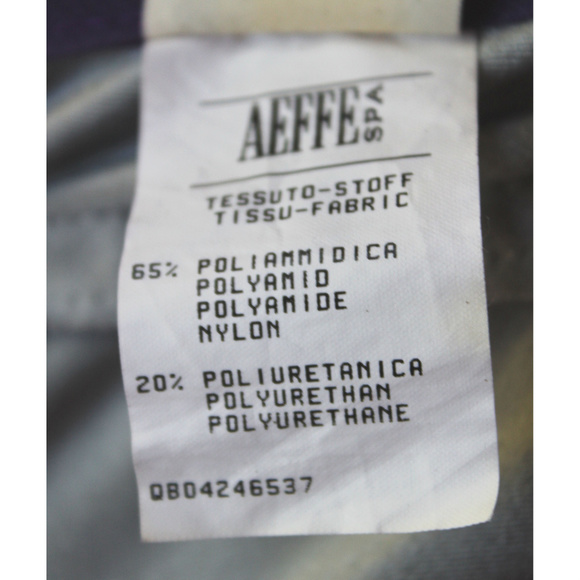 AEFFE SPA
TESSUTO-STOFF
TISSU-FABRIC
65% POLIAMMIDICA
POLYAMID
POLYAMIDE
NYLON
20% POLIURETANICA
POLYURETHAN
POLYURETHANE
QB04246537